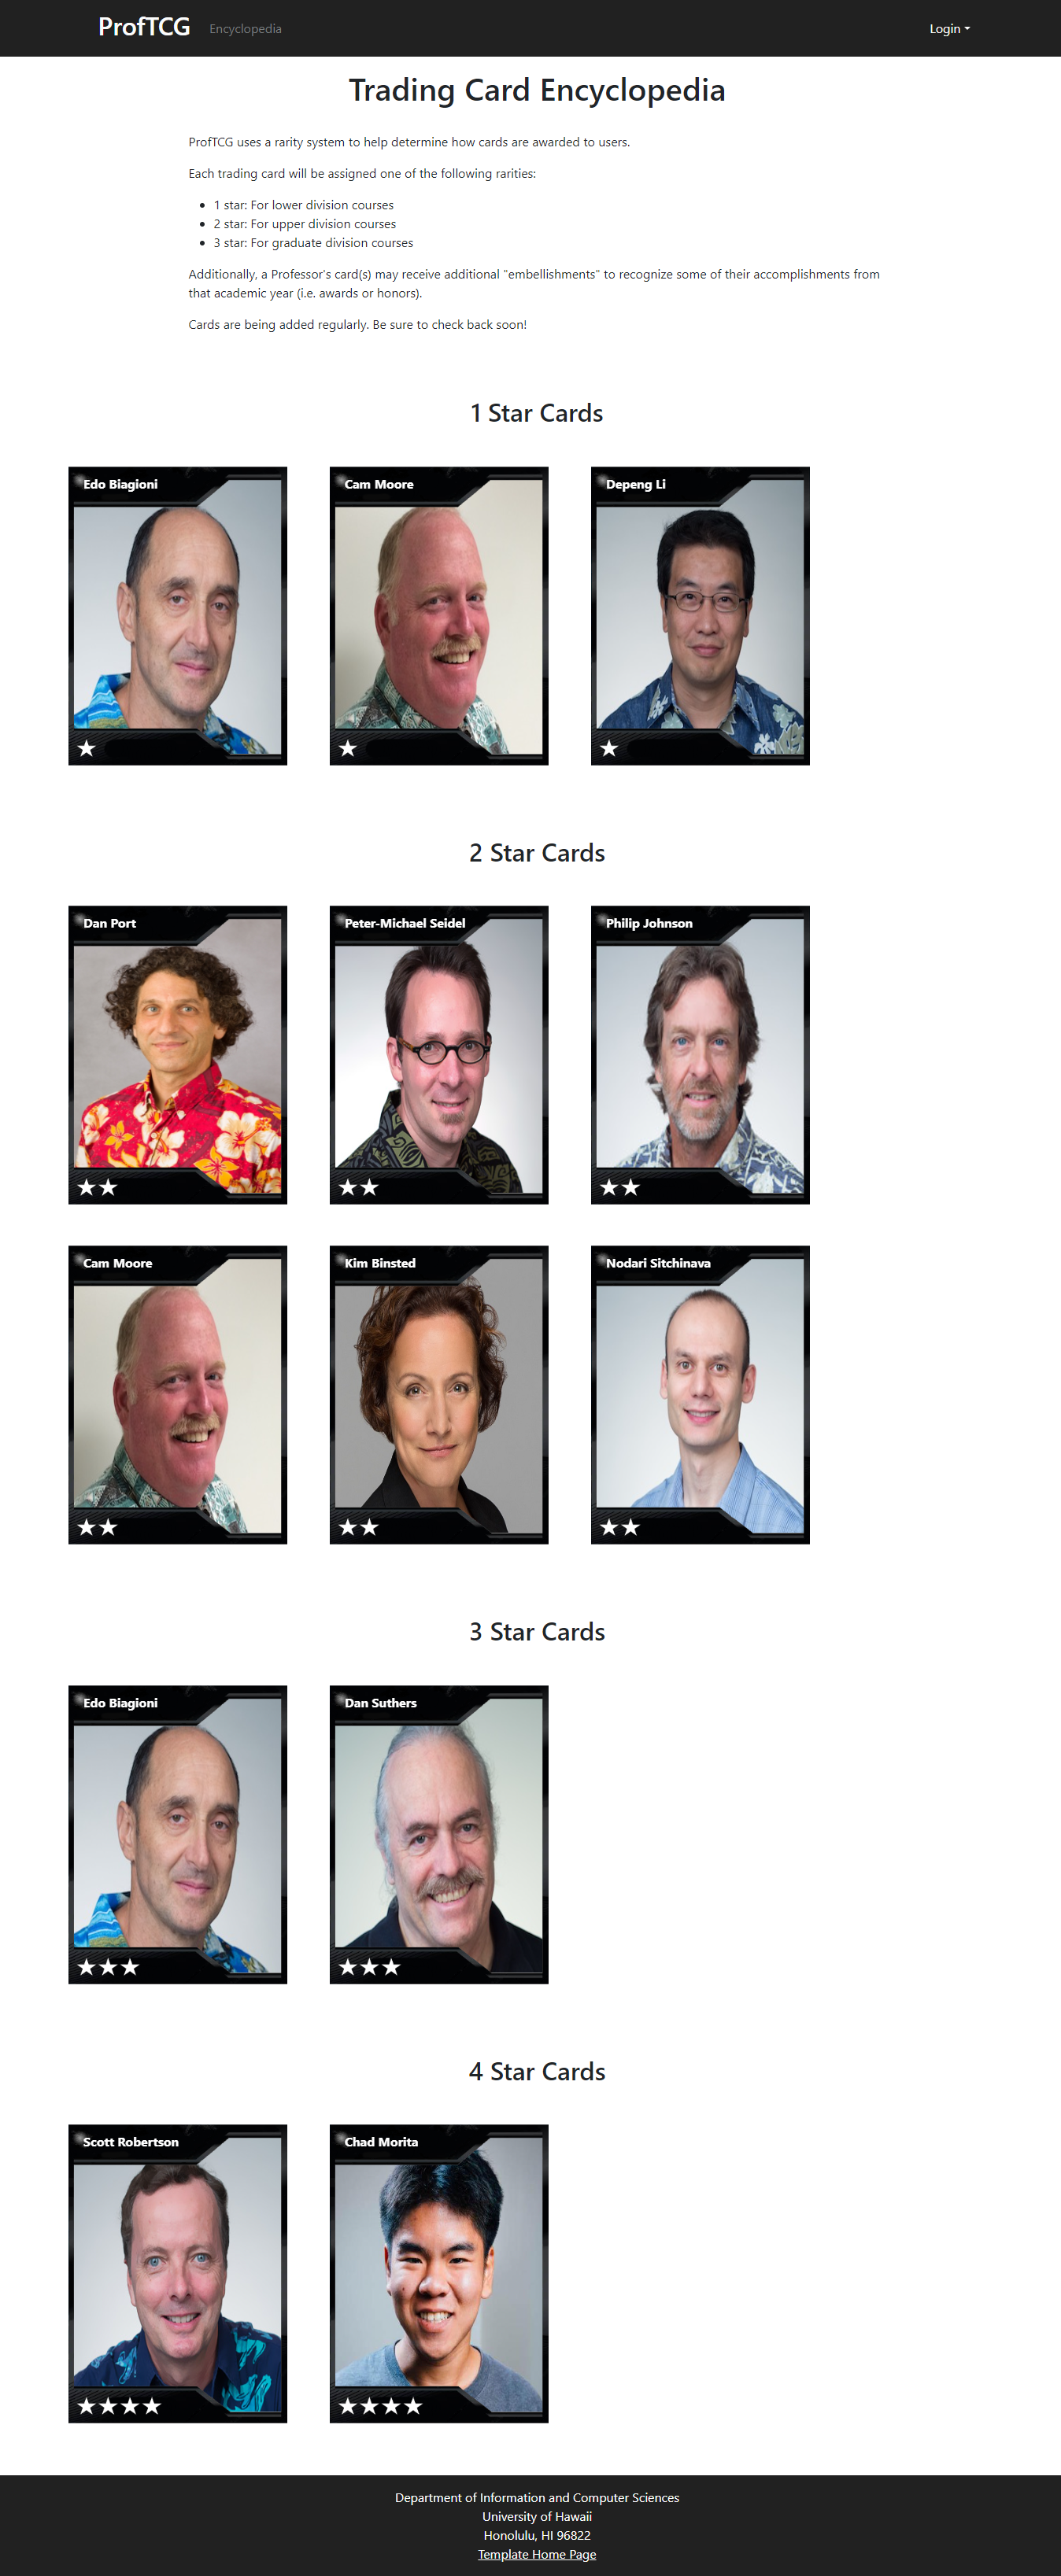 ProfTCG Encyclopedia Login
Trading Card Encyclopedia
ProfTCG uses a rarity system to help determine how cards are awarded to users.
Each trading card will be assigned one of the following rarities:
• 1 star: For lower division courses
• 2 star: For upper division courses
• 3 star: For graduate division courses
Additionally, a Professor's card(s) may receive additional "embellishments" to recognize some of their accomplishments from
that academic year (i.e. awards or honors).
Cards are being added regularly. Be sure to check back soon!
1 Star Cards
Edo Biagioni
Cam Moore
Depeng Li
2 Star Cards
Dan Port
Peter-Michael Seidel
Philip Johnson
Cam Moore
Kim Binsted
Nodari Sitchinava
3 Star Cards
Edo Biagioni
Dan Suthers
4 Star Cards
Scott Robertson
Chad Morita
Department of Information and Computer Sciences
University of Hawaii
Honolulu, HI 96822
Template Home Page